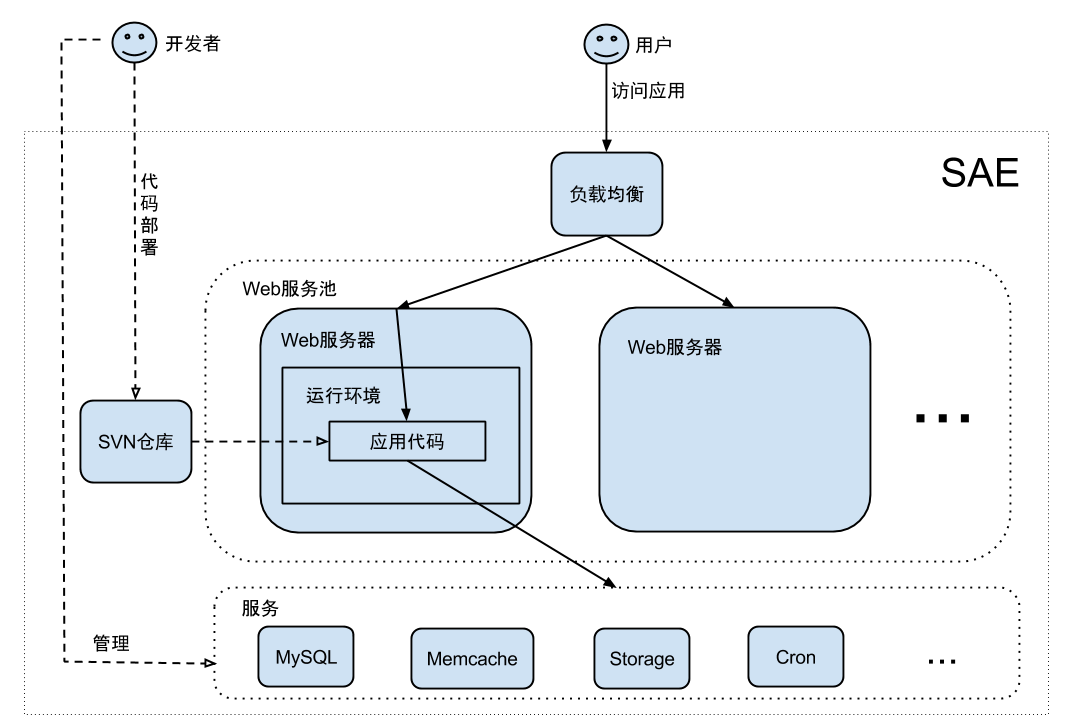 开发者
用户
访问应用
SAE
代码部署
负载均衡
Web服务池
Web服务器
Web服务器
运行环境
应用代码
SVN仓库
...
服务
管理
MySQL
Memcache
Storage
Cron
...